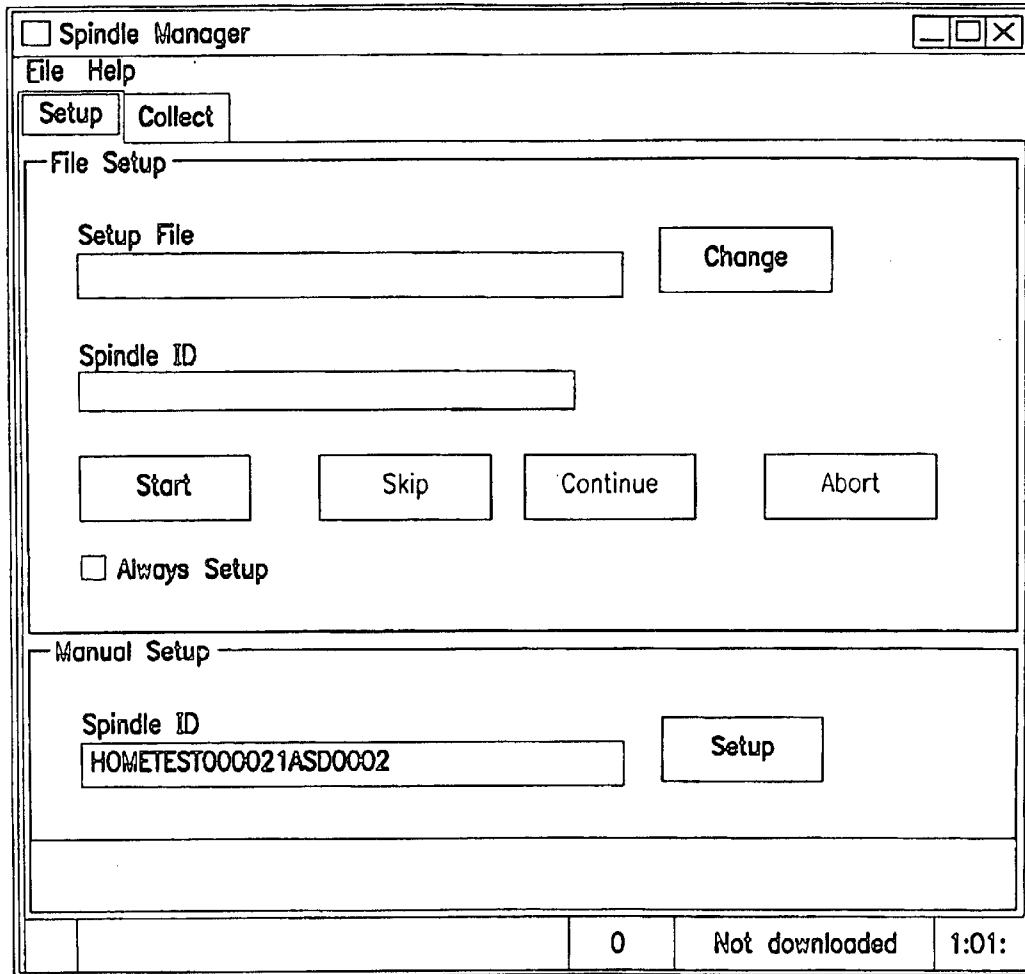 Spindle Manager
File Help
Setup Collect
File Setup
Setup File
Change
Spindle ID
Start Skip Continue Abort
Always Setup
Manual Setup
Spindle ID
HOMETEST000021ASD0002
Setup
0 Not downloaded 1:01: